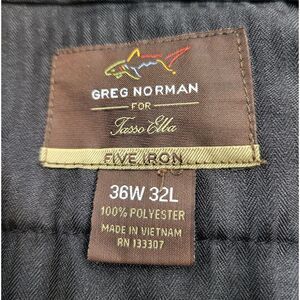 GREG NORMAN
FOR
Tasso Elba
FIVE IRON
36W 32L
100% POLYESTER
MADE IN VIETNAM
RN 133307